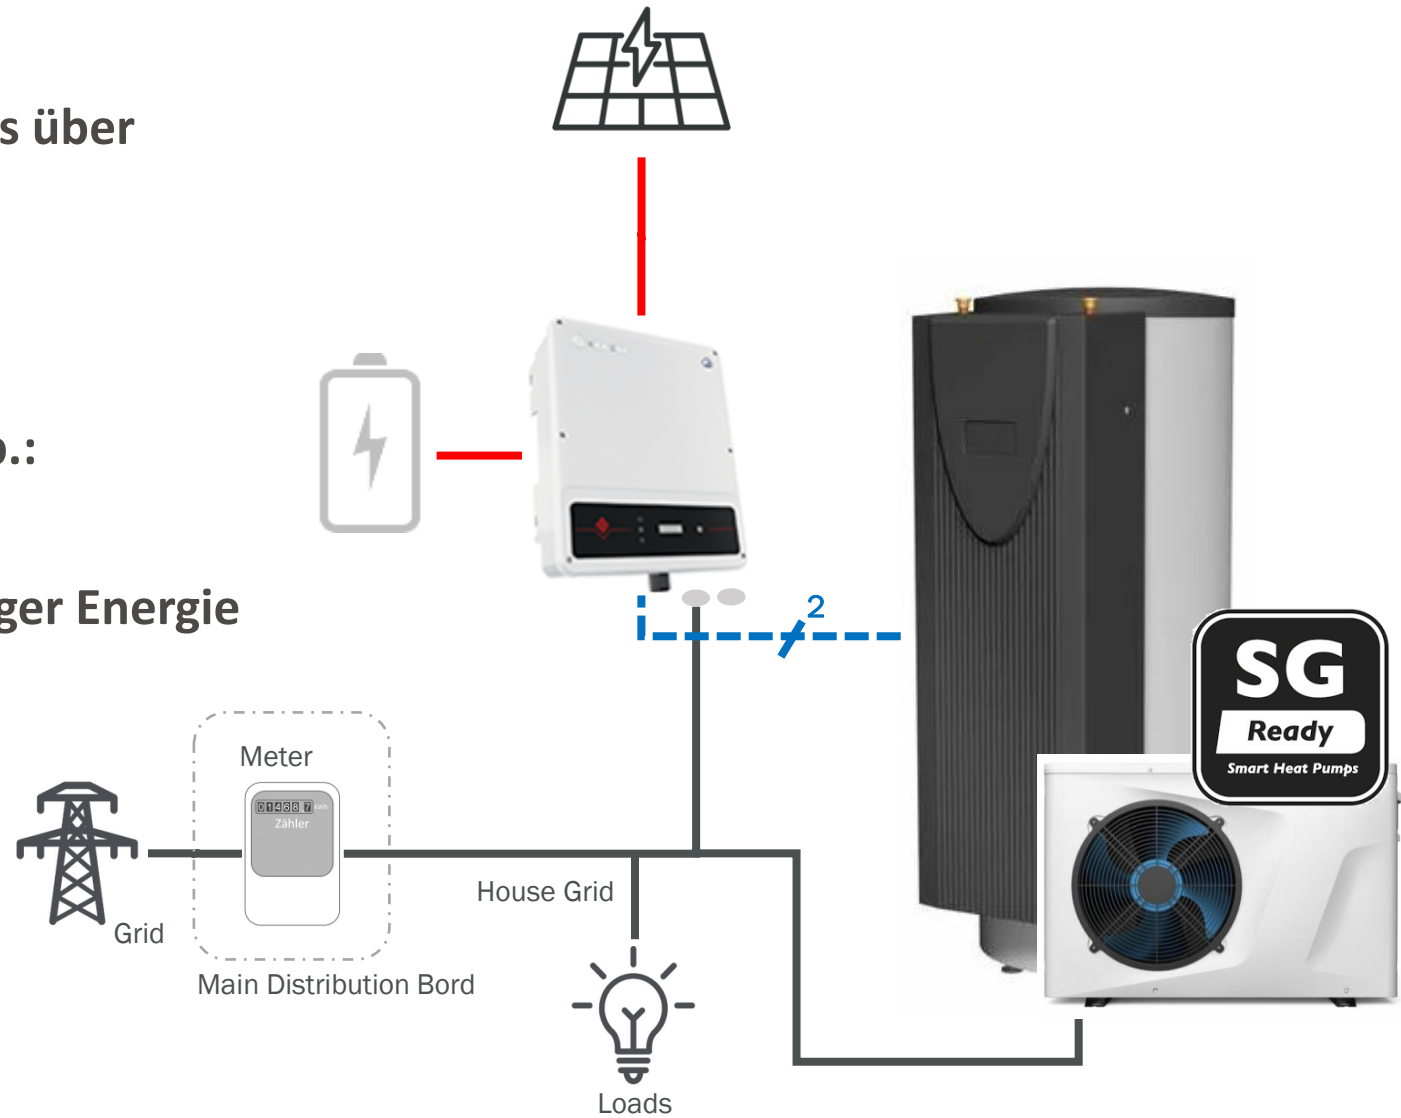 s über
.:
ger Energie
2
SG
Ready
Smart Heat Pumps
Meter
01468 7 kWh
Zähler
House Grid
Grid
Main Distribution Bord
Loads